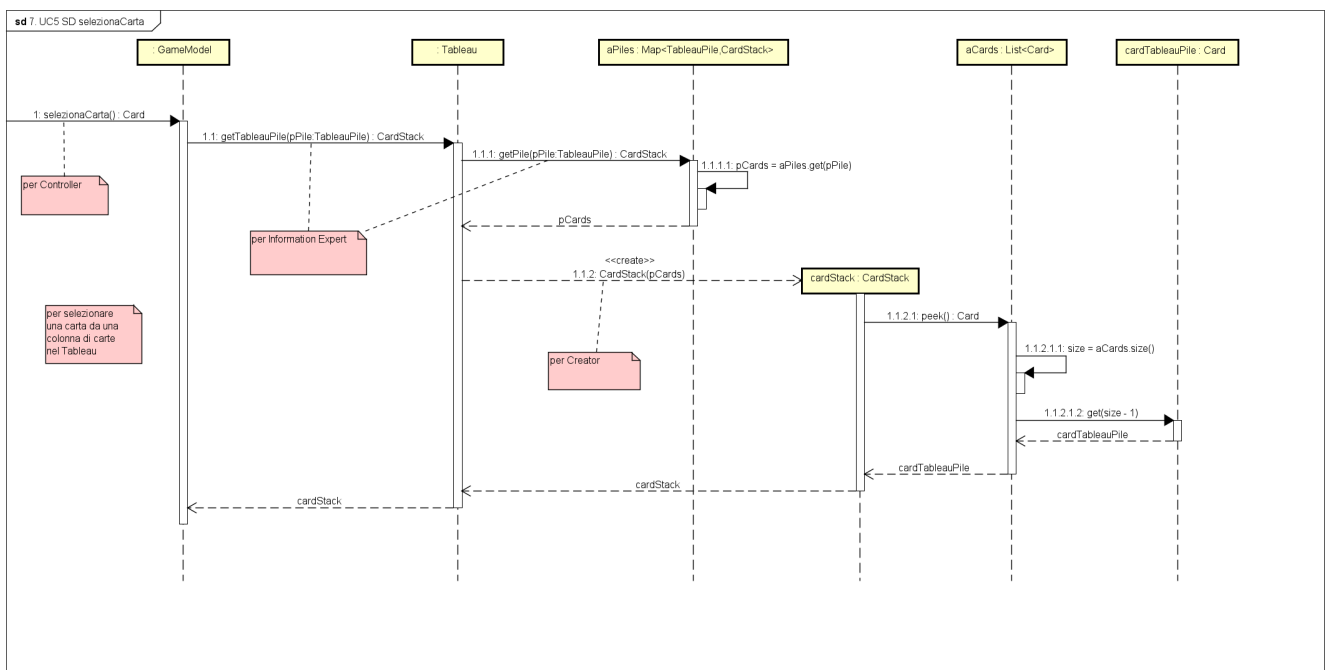 sd 7. UC5 SD selezionaCarta
: GameModel
: Tableau
aPiles : Map<TableauPile,CardStack>
aCards : List<Card>
cardTableauPile : Card
1: selezionaCarta() : Card
1.1: getTableauPile(pPile:TableauPile) : CardStack
1.1.1: getPile(pPile:TableauPile) : CardStack
1.1.1.1: pCards = aPiles.get(pPile)
per Controller
pCards
per Information Expert
<<create>>
1.1.2: CardStack(pCards)
cardStack : CardStack
per selezionare
una carta da una
colonna di carte
nel Tableau
1.1.2.1: peek() : Card
1.1.2.1.1: size = aCards.size()
per Creator
1.1.2.1.2: get(size - 1)
cardTableauPile
cardTableauPile
cardStack
cardStack